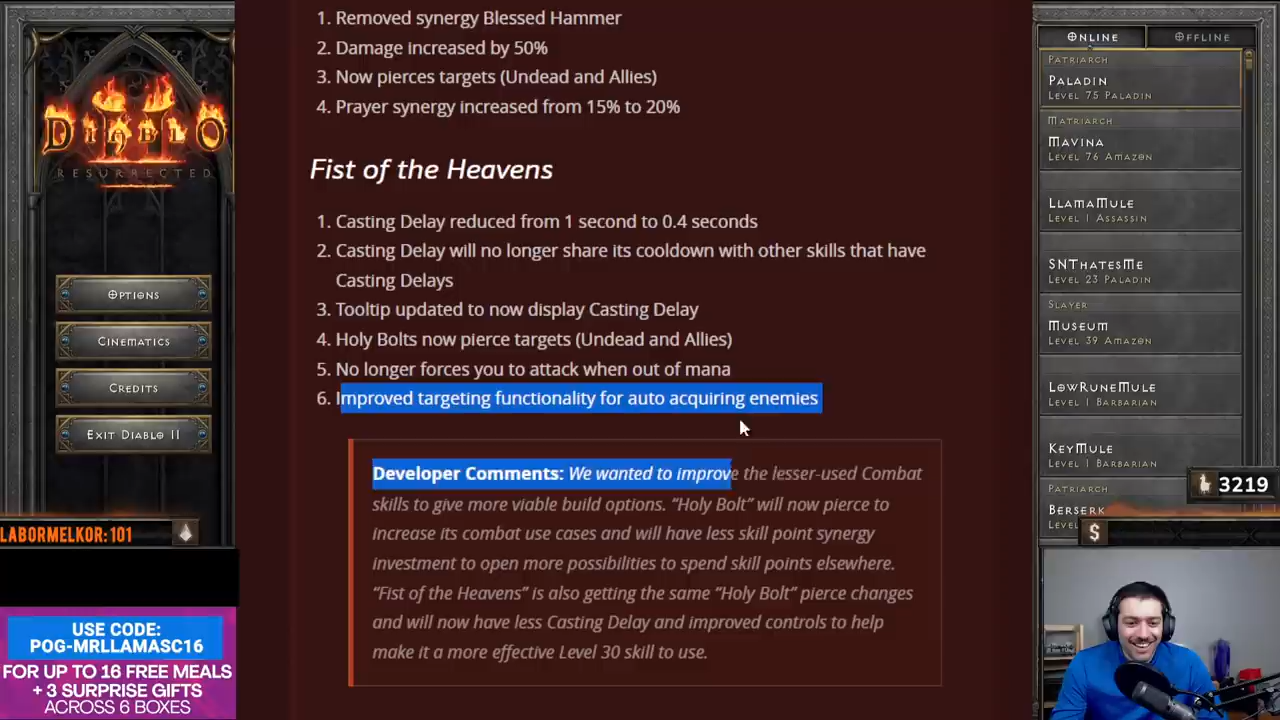 DIABLO
II
RESURRECTED
OPTIONS
CINEMATICS
CREDITS
EXIT DIABLO II
LABORMELKOR: 101
USE CODE:
POG-MRLLAMASC16
FOR UP TO 16 FREE MEALS
+ 3 SURPRISE GIFTS
ACROSS 6 BOXES
1. Removed synergy Blessed Hammer
2. Damage increased by 50%
3. Now pierces targets (Undead and Allies)
4. Prayer synergy increased from 15% to 20%
Fist of the Heavens
1. Casting Delay reduced from 1 second to 0.4 seconds
2. Casting Delay will no longer share its cooldown with other skills that have
Casting Delays
3. Tooltip updated to now display Casting Delay
4. Holy Bolts now pierce targets (Undead and Allies)
5. No longer forces you to attack when out of mana
6. Improved targeting functionality for auto acquiring enemies
Developer Comments: We wanted to improve the lesser-used Combat
skills to give more viable build options. “Holy Bolt” will now pierce to
increase its combat use cases and will have less skill point synergy
investment to open more possibilities to spend skill points elsewhere.
“Fist of the Heavens” is also getting the same “Holy Bolt” pierce changes
and will now have less Casting Delay and improved controls to help
make it a more effective Level 30 skill to use.
ONLINE
OFFLINE
PATRIARCH
PALADIN
LEVEL 75 PALADIN
MATRIARCH
MAVINA
LEVEL 76 AMAZON
LLAMAMULE
LEVEL 1 ASSASSIN
SNTHATESME
LEVEL 23 PALADIN
SLAYER
MUSEUM
LEVEL 39 AMAZON
LOWRUNEMULE
LEVEL 1 BARBARIAN
KEYMULE
LEVEL 1 BARBARIAN
PATRIARCH
BERSERK
LEVEL
3219
$